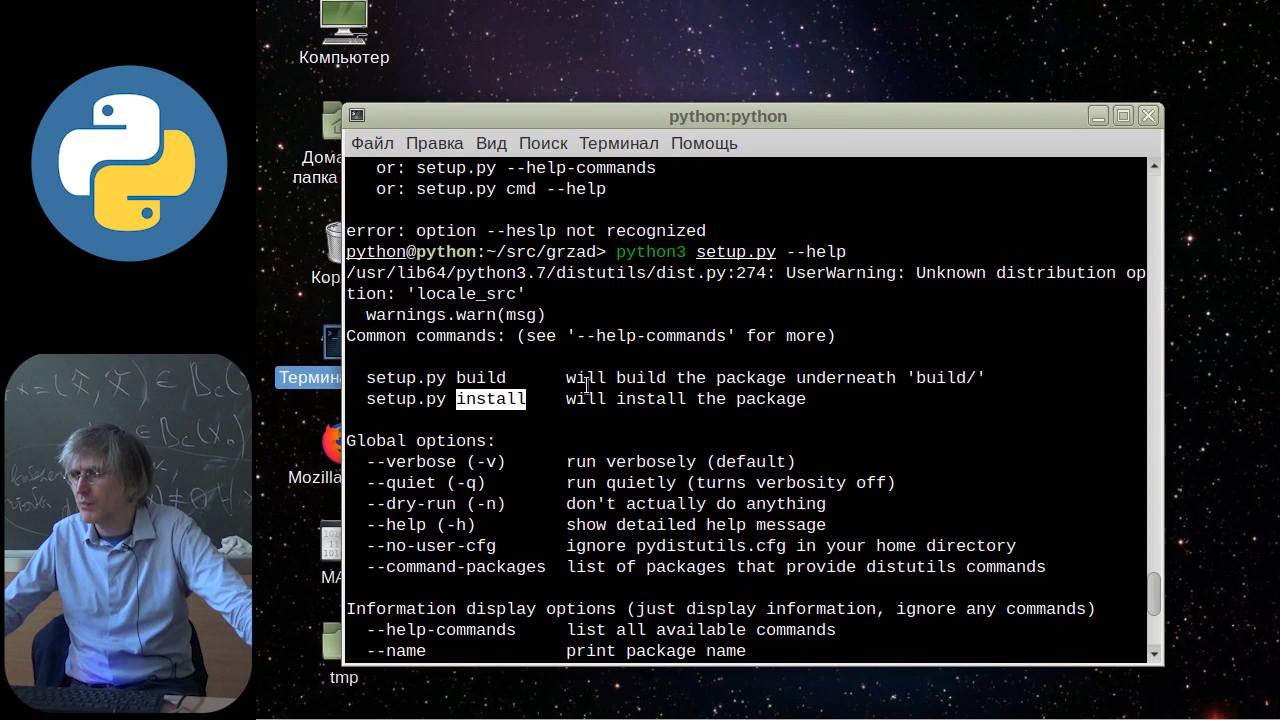 Компьютер
python:python
Файл Правка Вид Поиск Терминал Помощь
Дома
папка
Кор
Термина
Mozilla
MA
tmp
or: setup.py --help-commands
or: setup.py cmd --help
error: option --heslp not recognized
python@python:~/src/grzad> python3 setup.py --help
/usr/lib64/python3.7/distutils/dist.py:274: UserWarning: Unknown distribution op
tion: 'locale_src'
warnings.warn(msg)
Common commands: (see '--help-commands' for more)
setup.py build will build the package underneath 'build/'
setup.py install will install the package
Global options:
--verbose (-v) run verbosely (default)
--quiet (-q) run quietly (turns verbosity off)
--dry-run (-n) don't actually do anything
--help (-h) show detailed help message
--no-user-cfg ignore pydistutils.cfg in your home directory
--command-packages list of packages that provide distutils commands
Information display options (just display information, ignore any commands)
--help-commands list all available commands
--name print package name